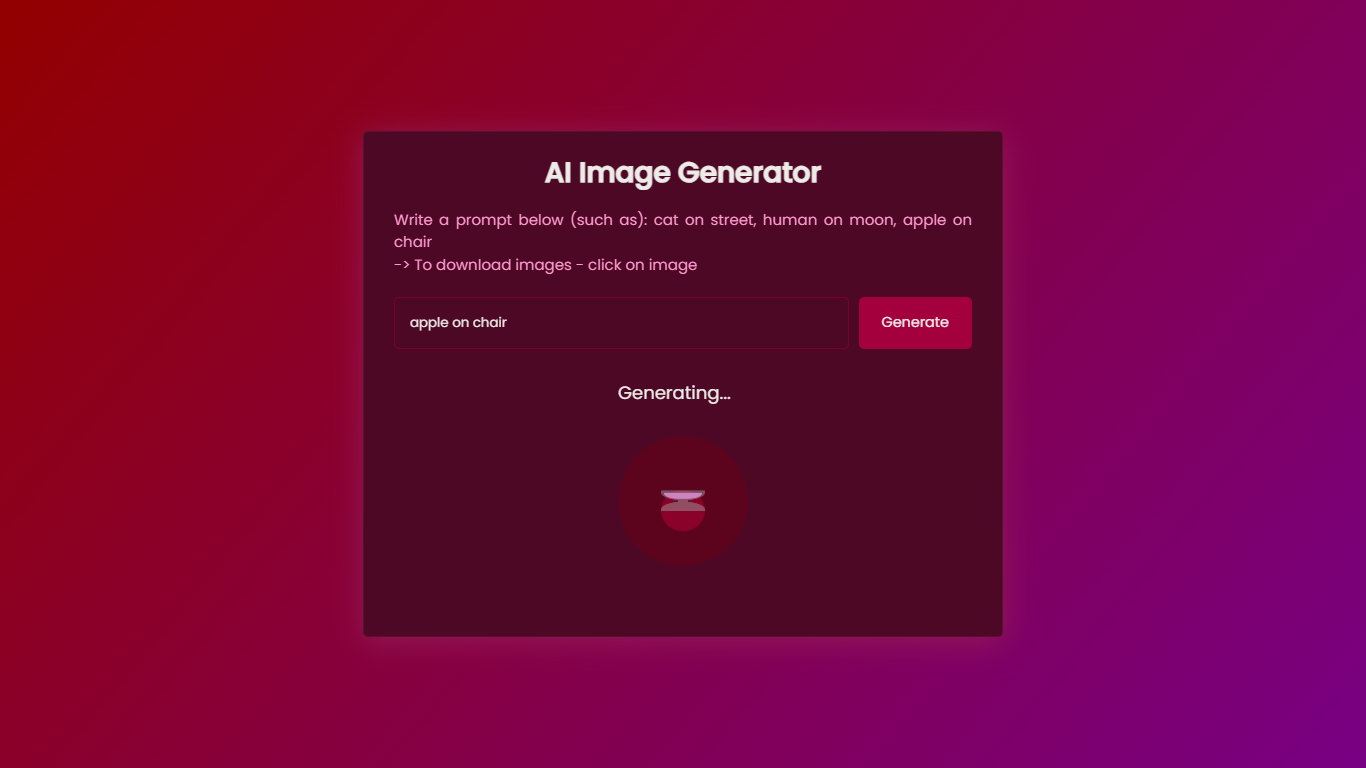 AI Image Generator
Write a prompt below (such as): cat on street, human on moon, apple on
chair
-> To download images - click on image
apple on chair
Generate
Generating...